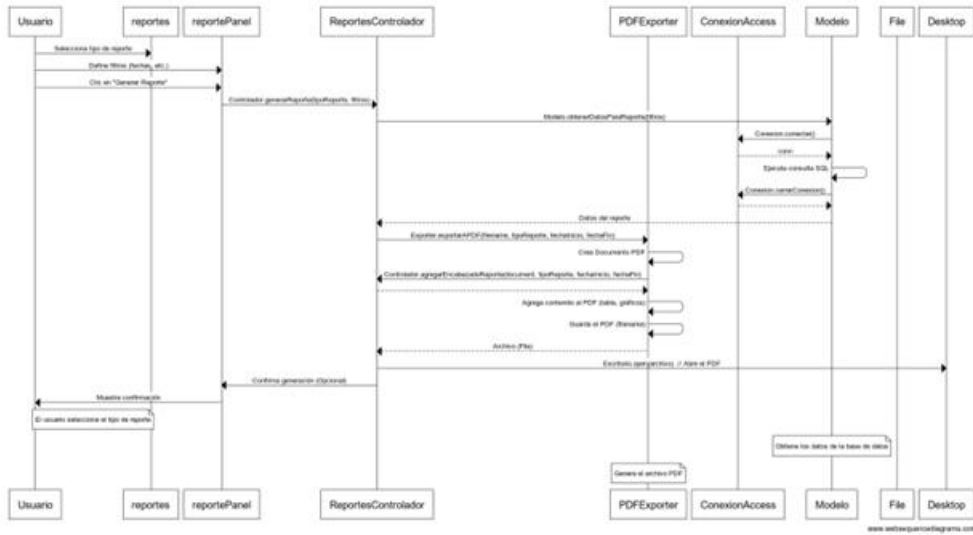 Usuario
reportes
reportePanel
ReportesControlador
PDFExporter
ConexionAccess
Modelo
File
Desktop
Selecciona tipo de reporte
Define filtros (fechas, etc.)
Clic en "Generar Reporte"
Controlador.generarReporte(tipoReporte, filtros)
Modelo.obtenerDatosParaReporte(filtros)
Conexion.conectar()
conn
Ejecuta consulta SQL
Conexion.cerrarConexion()
Datos del reporte
Exporter.exportarAPDF(filename, tipoReporte, fechaInicio, fechaFin)
Crea Documento PDF
Controlador.agregarEncabezadoReporte(document, tipoReporte, fechaInicio, fechaFin)
Agrega contenido al PDF (tabla, gráficos)
Guarda el PDF (filename)
Archivo (File)
Escritorio.open(archivo) // Abre el PDF
Confirma generación (Opcional)
Muestra confirmación
El usuario selecciona el tipo de reporte.
Obtiene los datos de la base de datos
Genera el archivo PDF
Usuario
reportes
reportePanel
ReportesControlador
PDFExporter
ConexionAccess
Modelo
File
Desktop
www.websequencediagrams.com